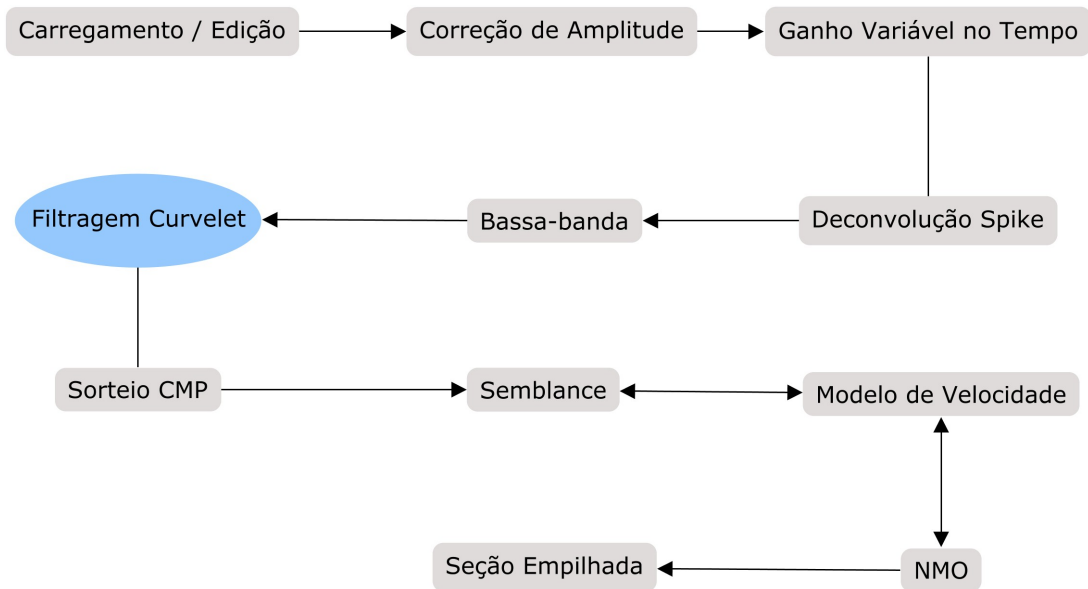 Carregamento / Edição
Correção de Amplitude
Ganho Variável no Tempo
Filtragem Curvelet
Bassa-banda
Deconvolução Spike
Sorteio CMP
Semblance
Modelo de Velocidade
Seção Empilhada
NMO